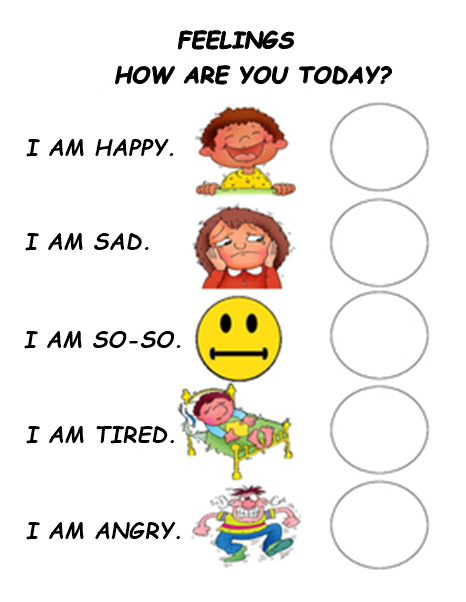 FEELINGS
HOW ARE YOU TODAY?
I AM HAPPY.
I AM SAD.
I AM SO-SO.
I AM TIRED.
I AM ANGRY.